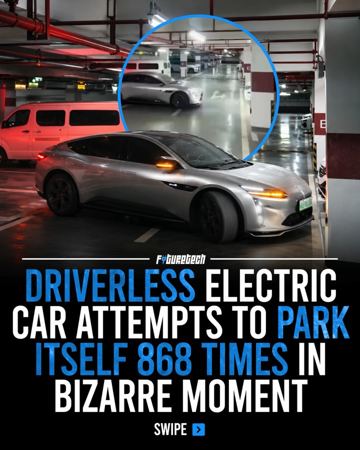 FUTURETECH
DRIVERLESS ELECTRIC
CAR ATTEMPTS TO PARK
ITSELF 868 TIMES IN
BIZARRE MOMENT
SWIPE